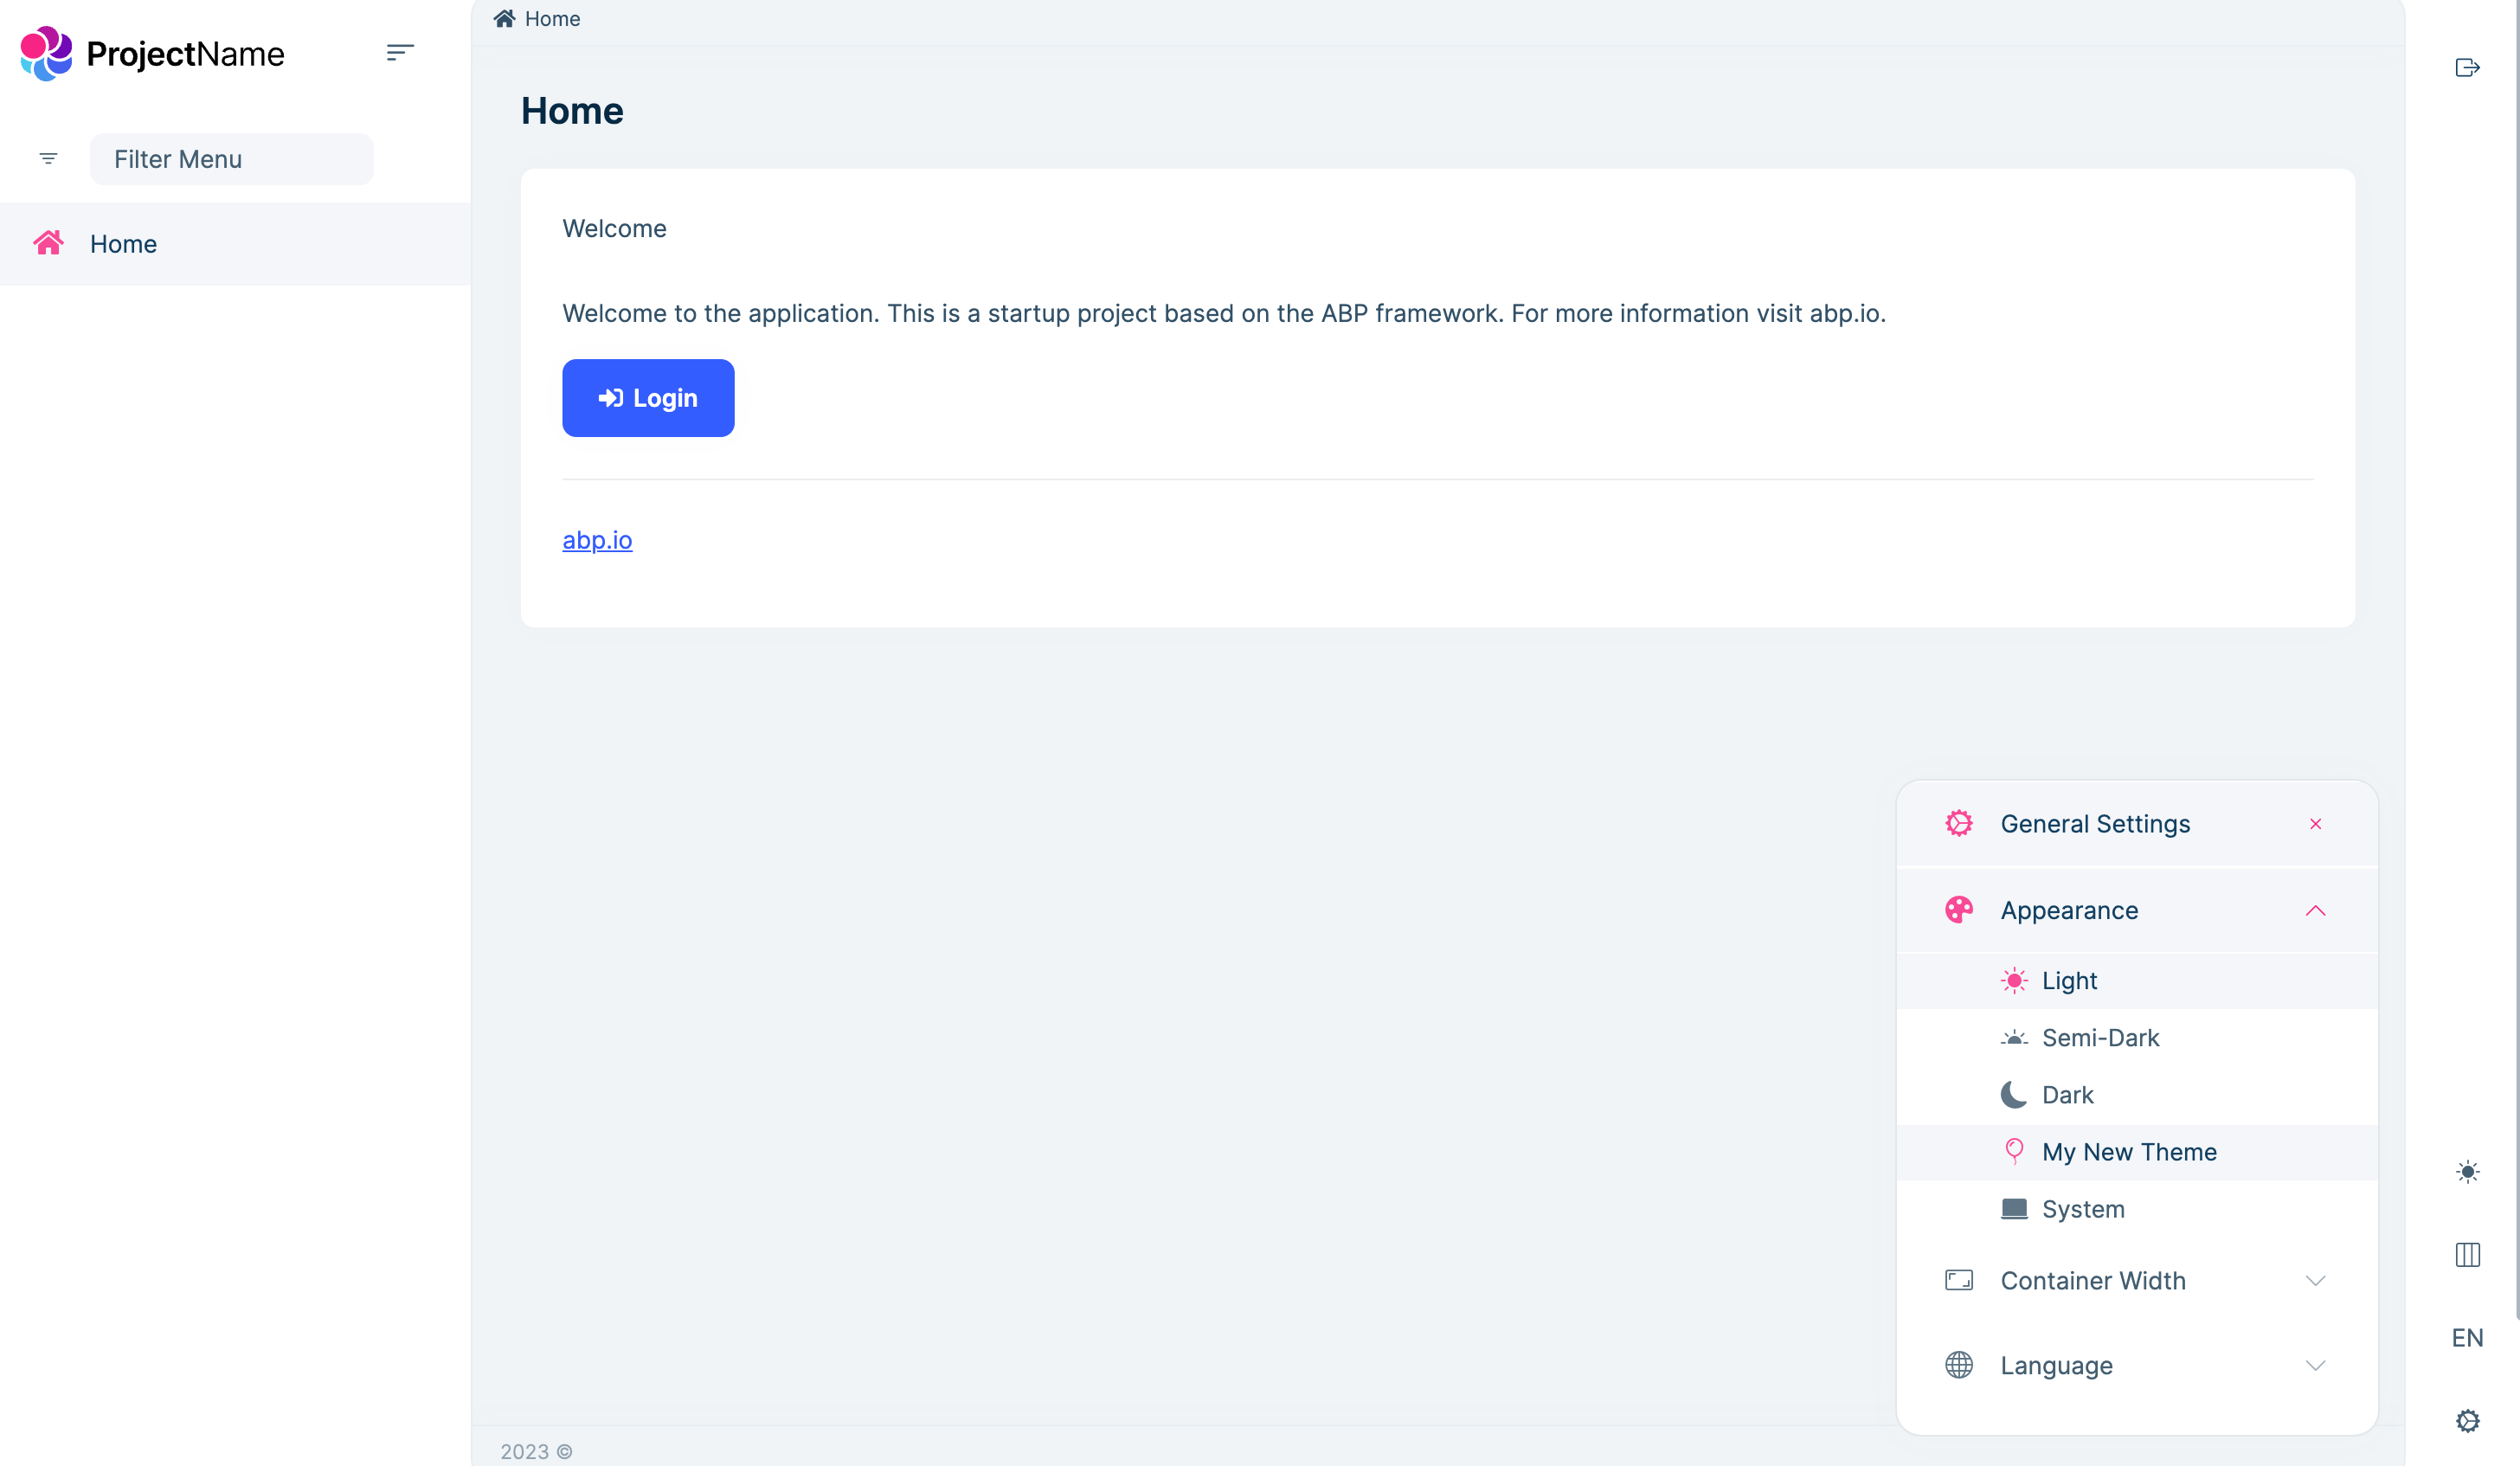 ProjectName
Filter Menu
Home
Home
Home
Welcome
Welcome to the application. This is a startup project based on the ABP framework. For more information visit abp.io.
Login
abp.io
General Settings
Appearance
Light
Semi-Dark
Dark
My New Theme
System
Container Width
Language
EN
2023 ©